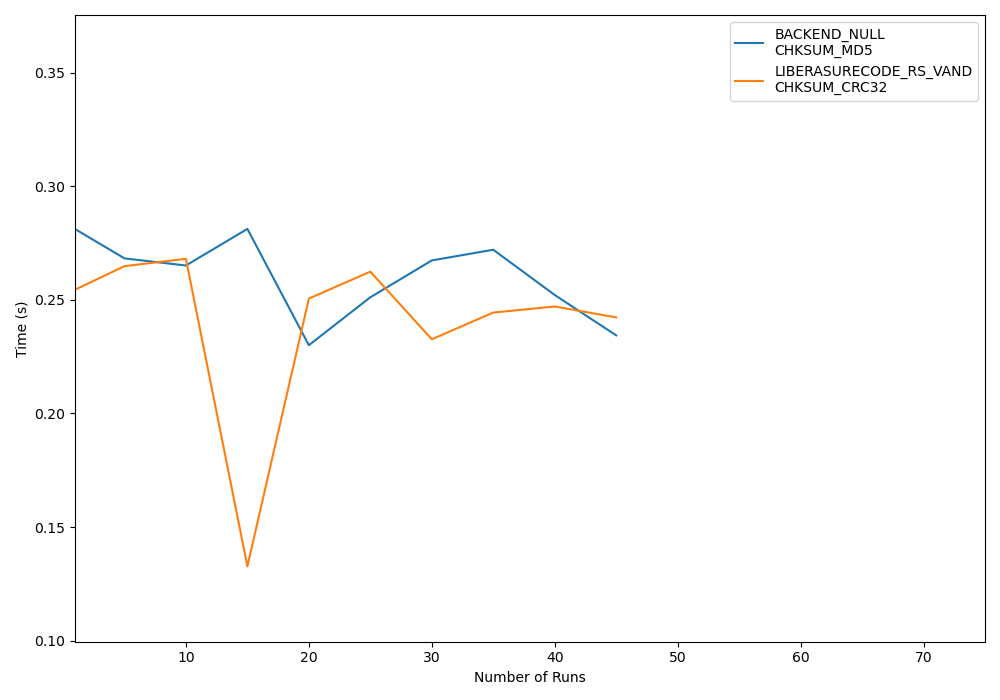 BACKEND_NULL
CHKSUM_MD5
LIBERASURECODE_RS_VAND
CHKSUM_CRC32
0.35
0.30
0.25
0.20
0.15
0.10
Time (s)
10 20 30 40 50 60 70
Number of Runs